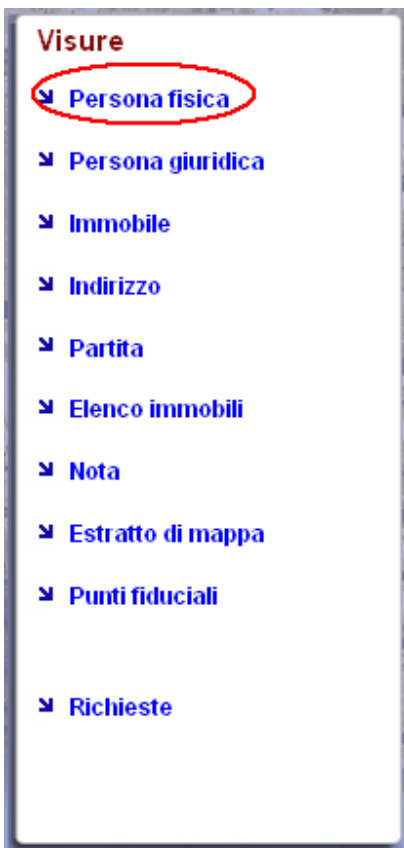 Visure
Persona fisica
Persona giuridica
Immobile
Indirizzo
Partita
Elenco immobili
Nota
Estratto di mappa
Punti fiduciali
Richieste